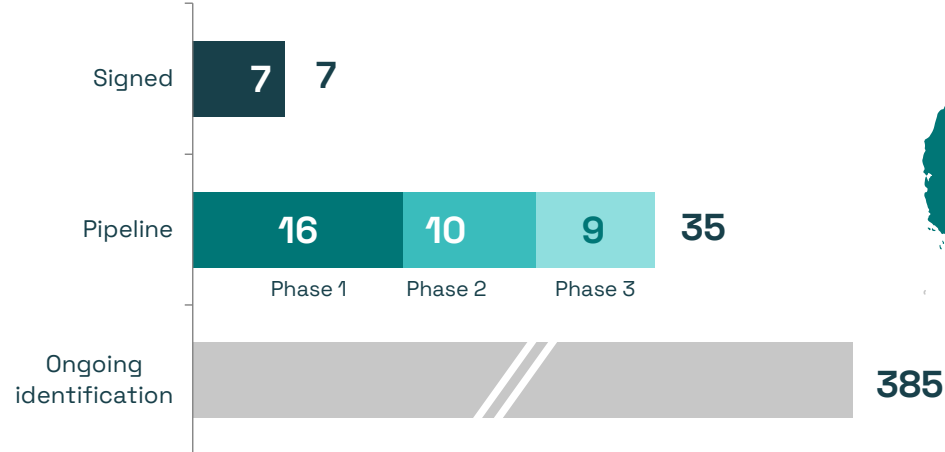 Signed
7
7
Pipeline
16
10
9
35
Phase 1
Phase 2
Phase 3
Ongoing
identification
385